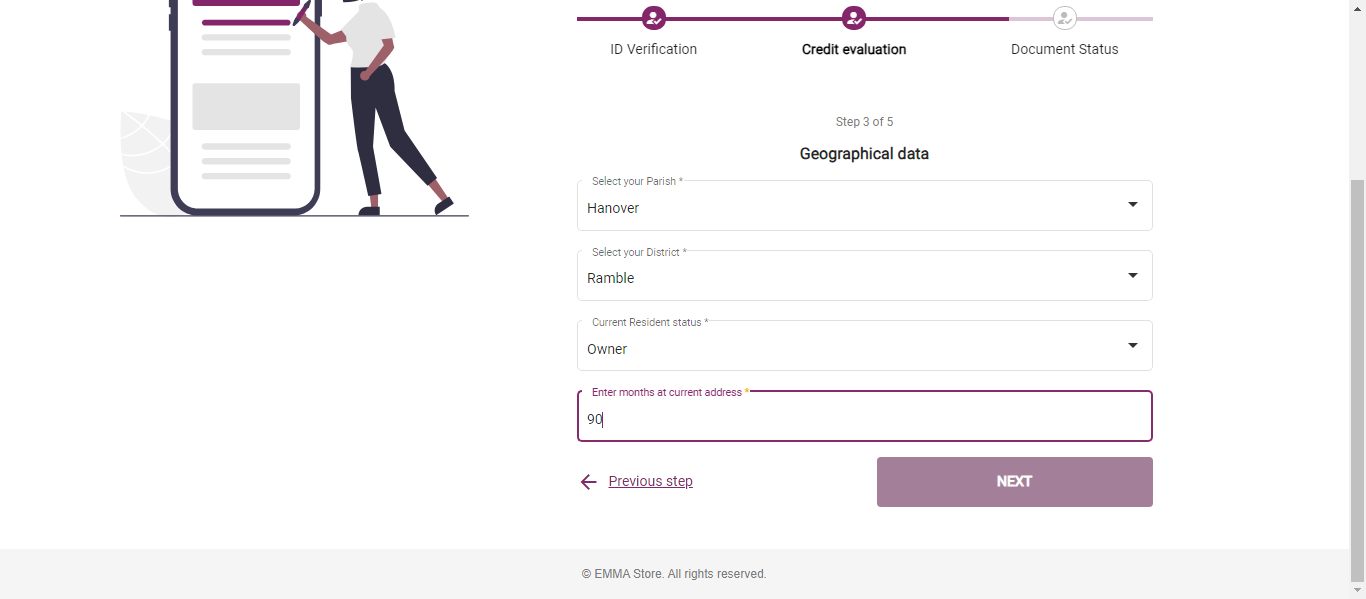 ID Verification
Credit evaluation
Document Status
Step 3 of 5
Geographical data
Select your Parish *
Hanover
Select your District *
Ramble
Current Resident status *
Owner
Enter months at current address *
90
Previous step
NEXT
© EMMA Store. All rights reserved.